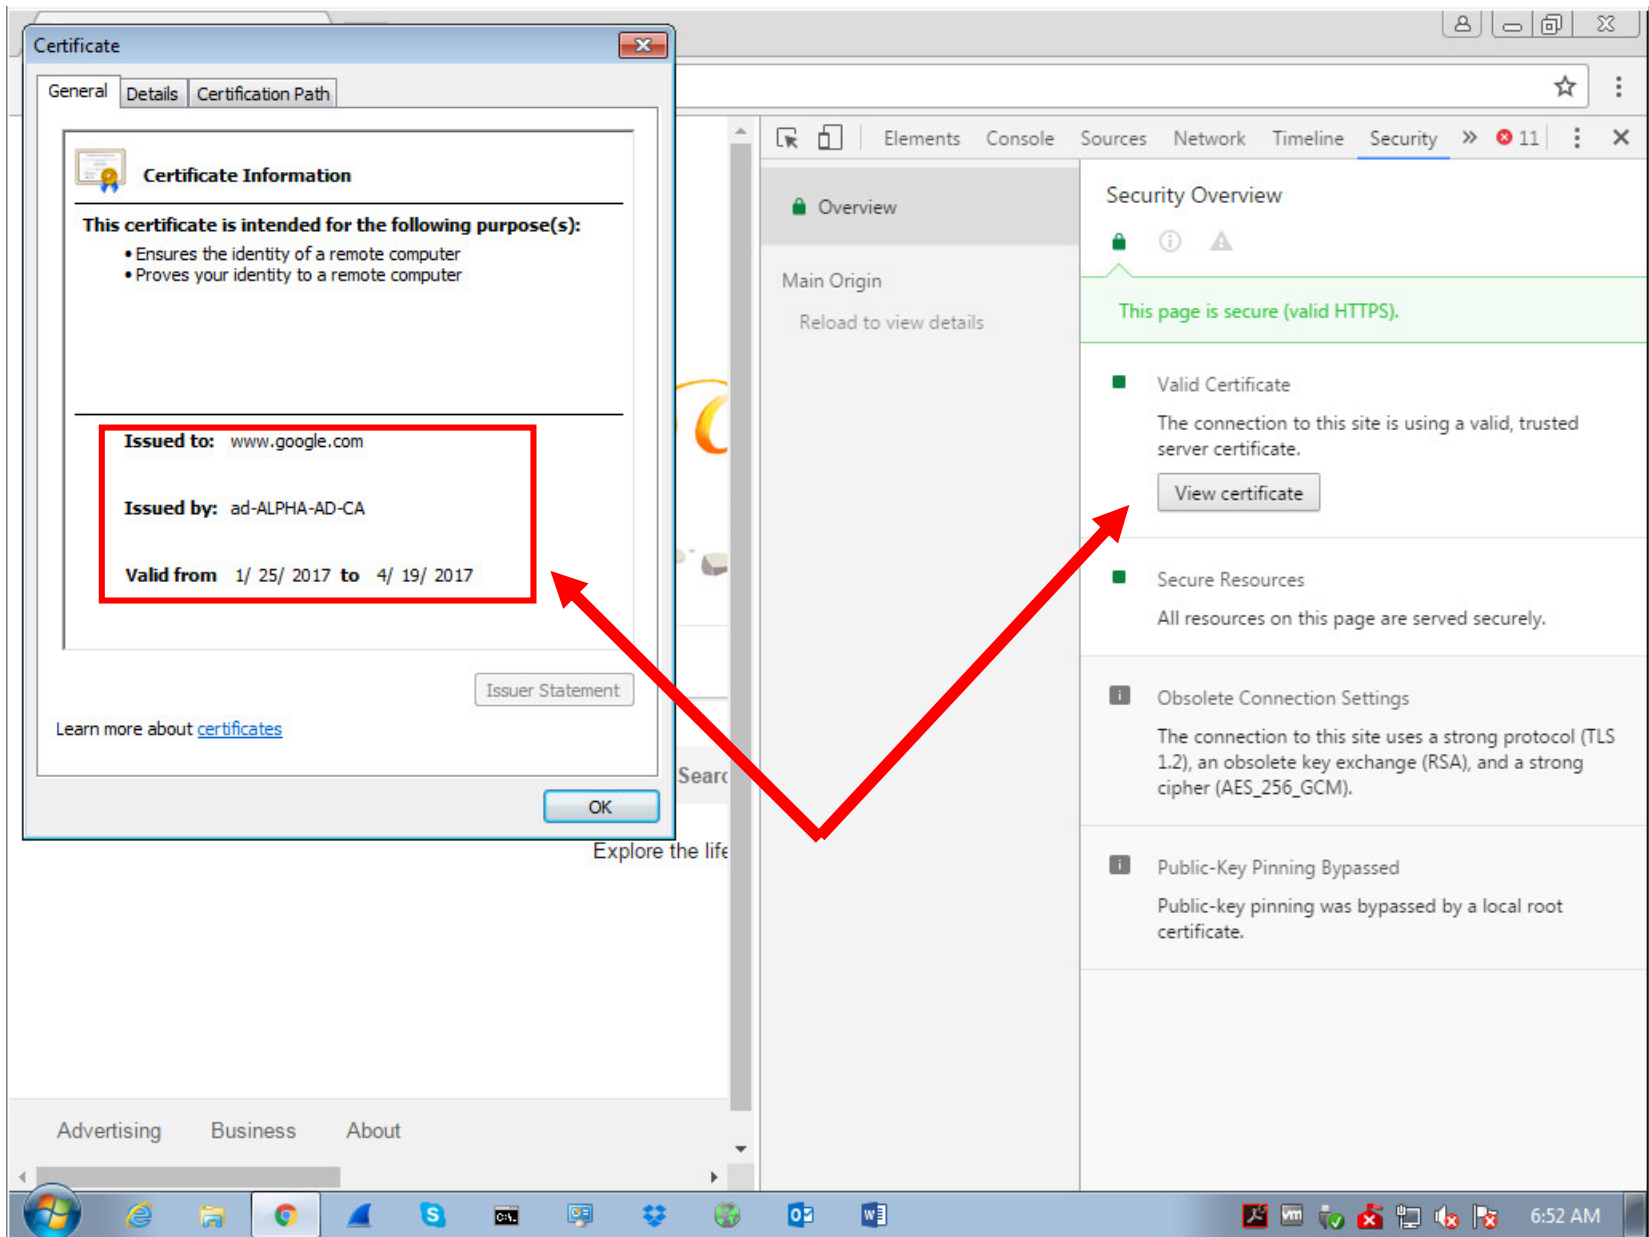 Certificate
General Details Certification Path
Certificate Information
This certificate is intended for the following purpose(s):
• Ensures the identity of a remote computer
• Proves your identity to a remote computer
Issued to: www.google.com
Issued by: ad-ALPHA-AD-CA
Valid from 1/ 25/ 2017 to 4/ 19/ 2017
Issuer Statement
Learn more about certificates
OK
Explore the life
Advertising Business About
Elements Console Sources Network Timeline Security » 11
Overview
Main Origin
Reload to view details
Security Overview
This page is secure (valid HTTPS).
Valid Certificate
The connection to this site is using a valid, trusted
server certificate.
View certificate
Secure Resources
All resources on this page are served securely.
Obsolete Connection Settings
The connection to this site uses a strong protocol (TLS
1.2), an obsolete key exchange (RSA), and a strong
cipher (AES_256_GCM).
Public-Key Pinning Bypassed
Public-key pinning was bypassed by a local root
certificate.
6:52 AM